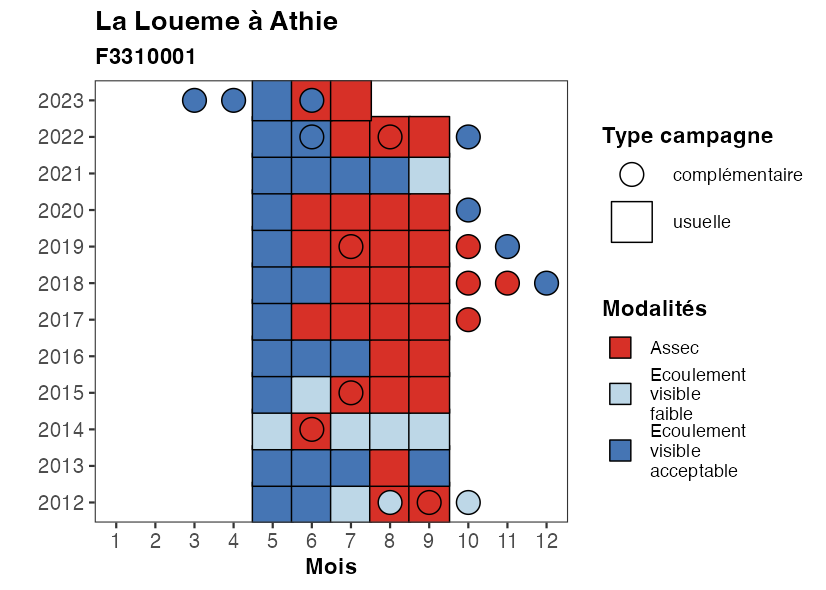 La Loueme à Athie
F3310001
2023
2022
2021
2020
2019
2018
2017
2016
2015
2014
2013
2012
1 2 3 4 5 6 7 8 9 10 11 12
Mois
Type campagne
complémentaire
usuelle
Modalités
Assec
Ecoulement
visible
faible
Ecoulement
visible
acceptable